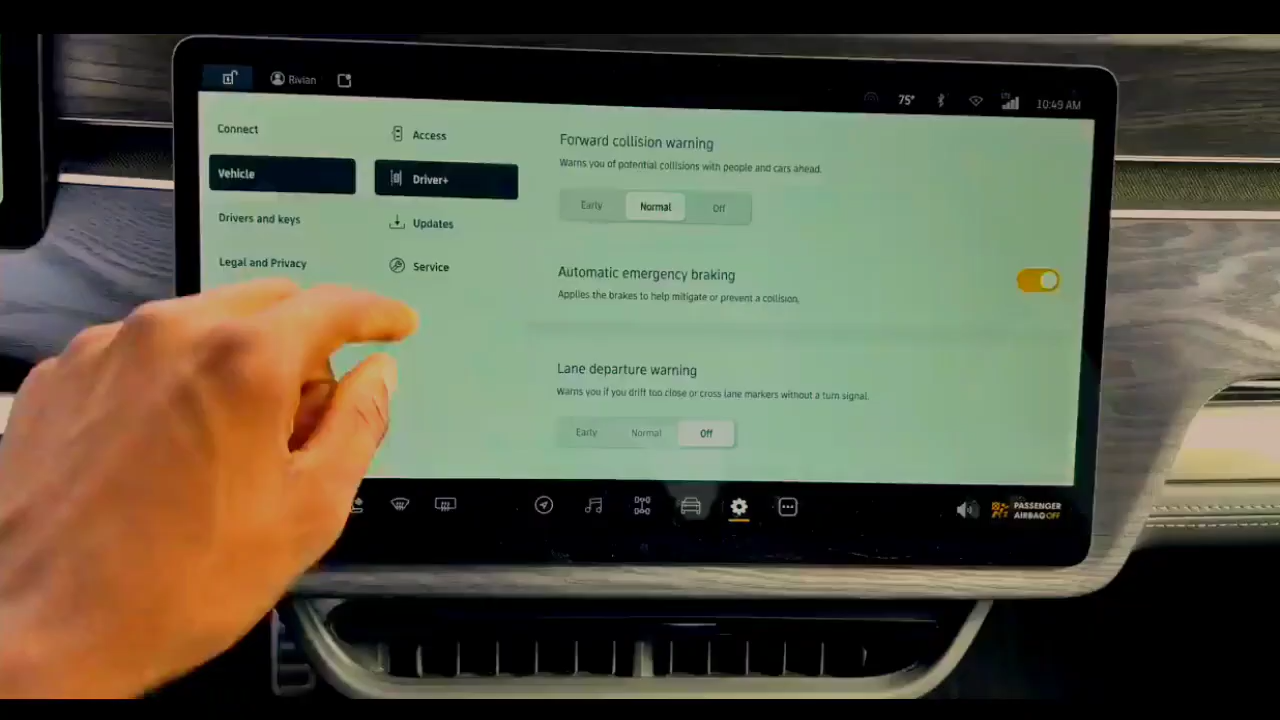 Rivian
75°
LTE
10:49 AM
Connect
Vehicle
Drivers and keys
Legal and Privacy
Access
Driver+
Updates
Service
Forward collision warning
Warns you of potential collisions with people and cars ahead.
Early Normal Off
Automatic emergency braking
Applies the brakes to help mitigate or prevent a collision.
Lane departure warning
Warns you if you drift too close or cross lane markers without a turn signal.
Early Normal Off
PASSENGER
AIRBAG OFF